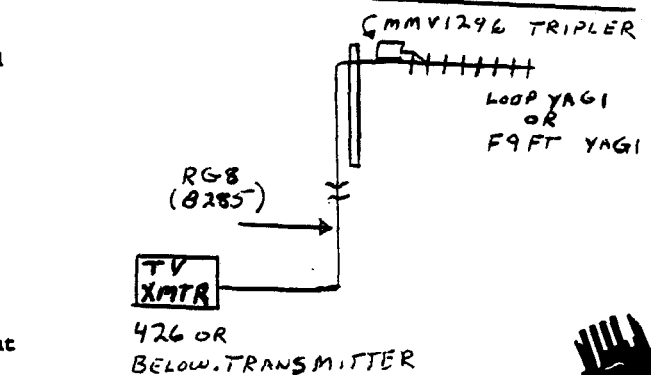 MMV1296 TRIPLER
LOOP YAGI
OR
F9FT YAGI
RG8
(8285)
TV
XMTR
426 OR
BELOW. TRANSMITTER